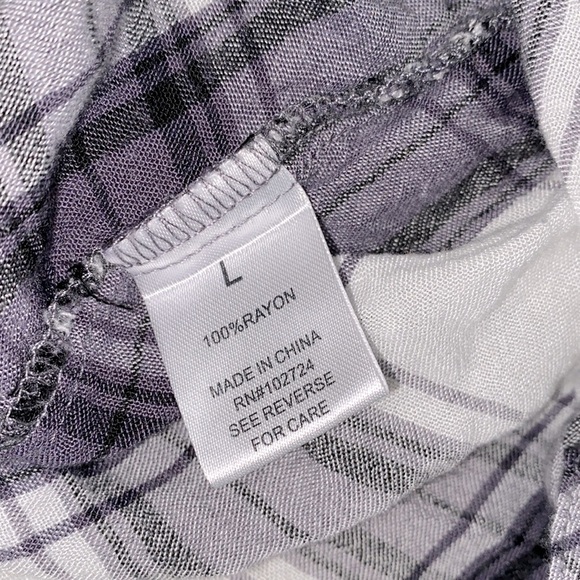 L
100%RAYON
MADE IN CHINA
RN#102724
SEE REVERSE
FOR CARE